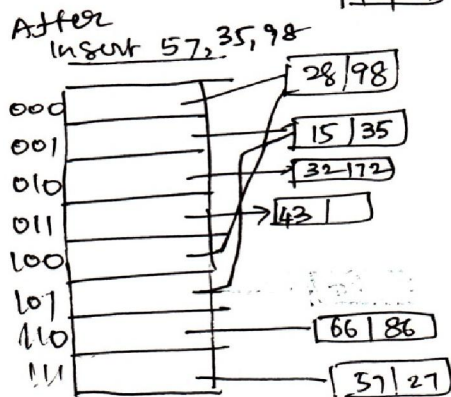 After
Insert 57, 35, 98
000
28 | 98
001
15 | 35
010
32 | 72
011
43 |
100
101
110
66 | 86
111
57 | 27